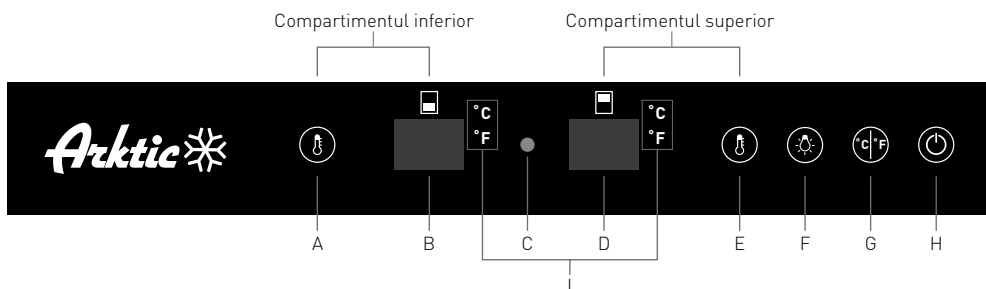 Compartimentul inferior
Compartimentul superior
Arktic
°C
°F
°C
°F
°C °F
A
B
C
D
E
F
G
H
I